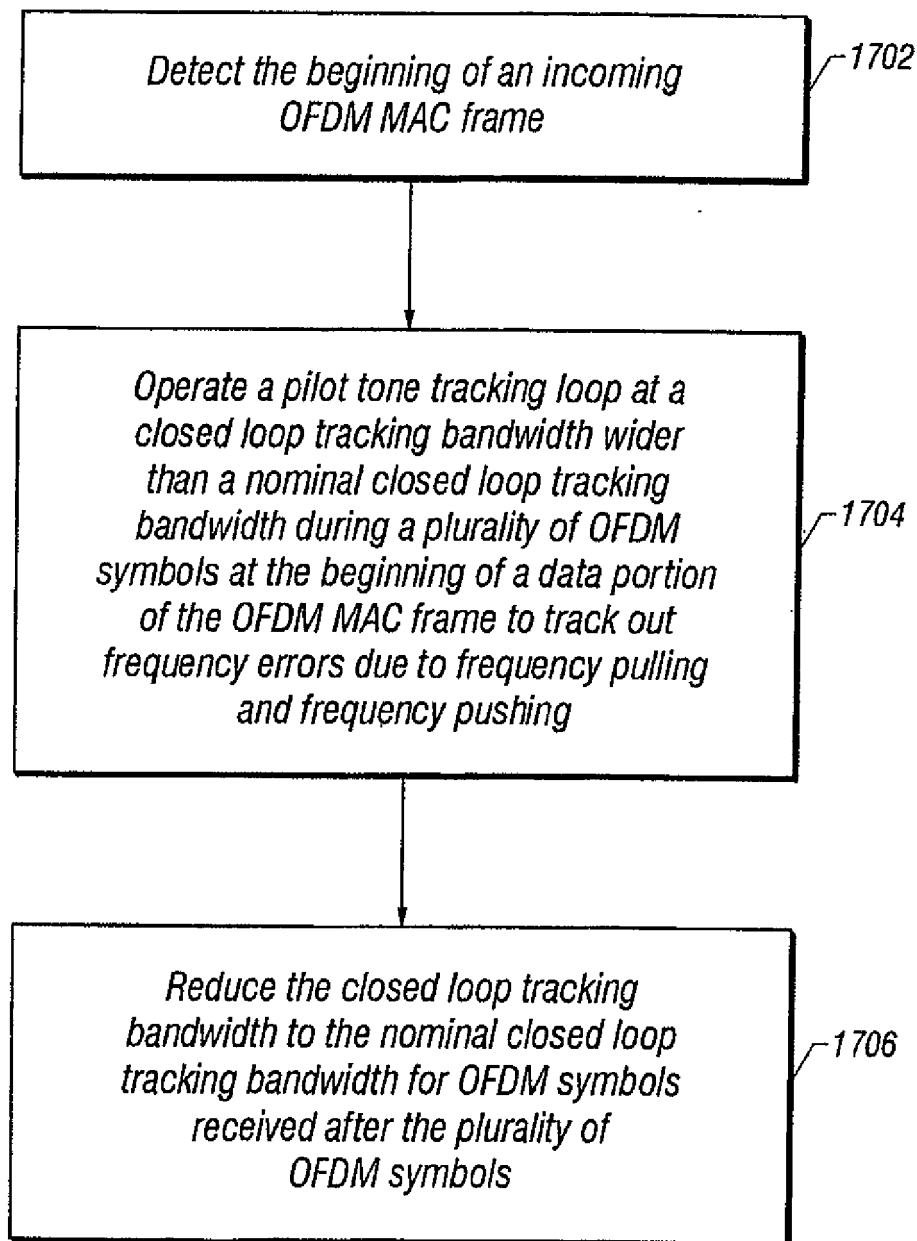 Detect the beginning of an incoming
OFDM MAC frame
1702
Operate a pilot tone tracking loop at a
closed loop tracking bandwidth wider
than a nominal closed loop tracking
bandwidth during a plurality of OFDM
symbols at the beginning of a data portion
of the OFDM MAC frame to track out
frequency errors due to frequency pulling
and frequency pushing
1704
Reduce the closed loop tracking
bandwidth to the nominal closed loop
tracking bandwidth for OFDM symbols
received after the plurality of
OFDM symbols
1706